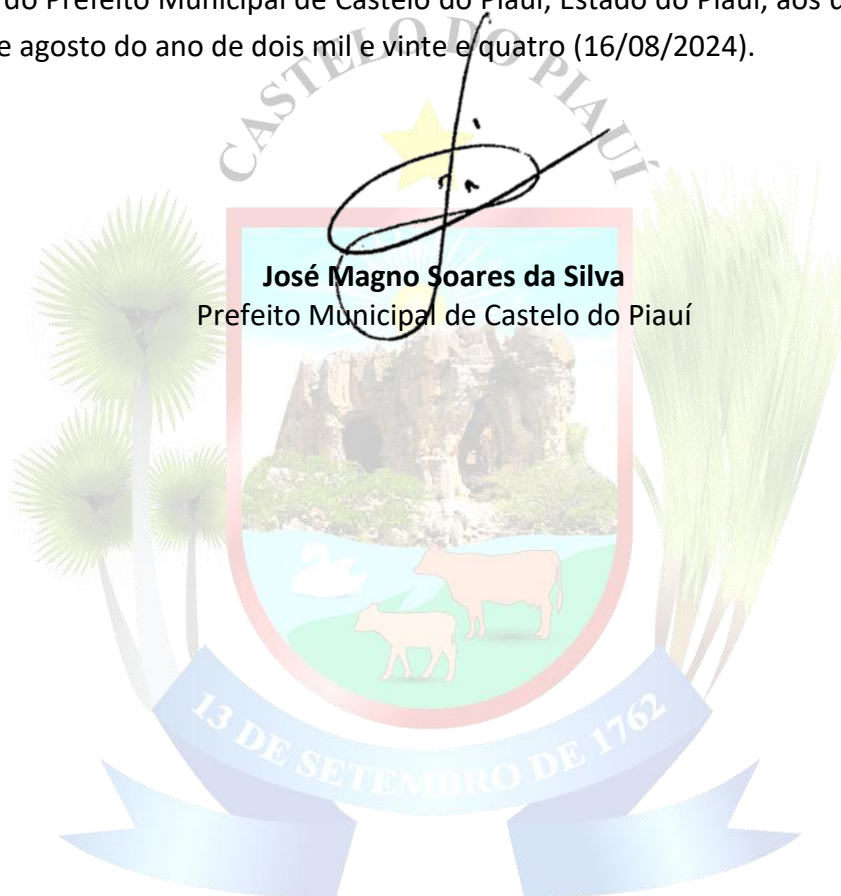 do Prefeito Municipal de Castelo do Piauí, Estado do Piauí, aos d
e agosto do ano de dois mil e vinte e quatro (16/08/2024).
CASTELO DO PIAUÍ
José Magno Soares da Silva
Prefeito Municipal de Castelo do Piauí
13 DE SETEMBRO DE 1762